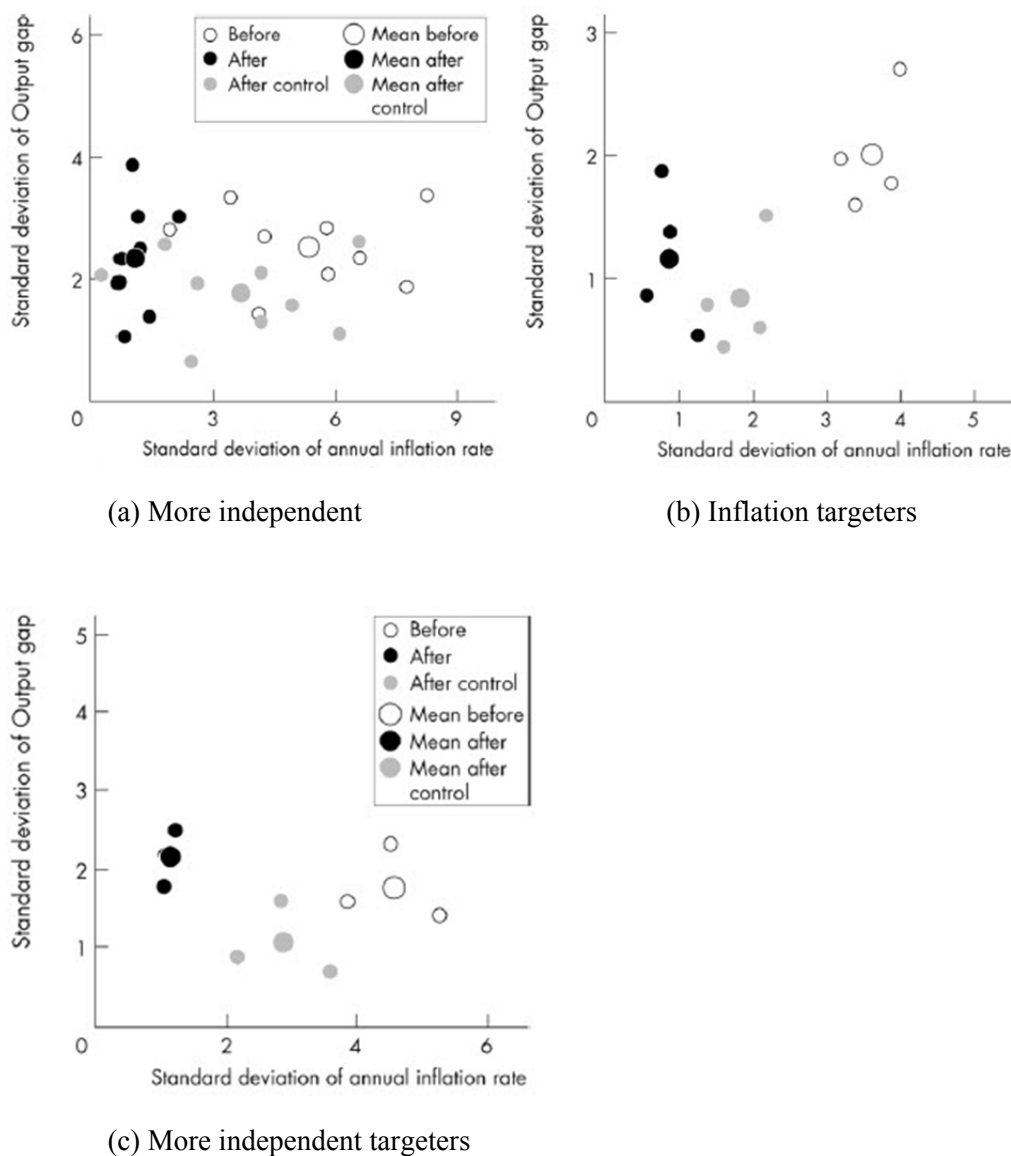 Standard deviation of Output gap
6
4
2
0
3
6
9
Standard deviation of annual inflation rate
Before
After
After control
Mean before
Mean after
Mean after
control
(a) More independent
Standard deviation of Output gap
3
2
1
0
1
2
3
4
5
Standard deviation of annual inflation rate
(b) Inflation targeters
Standard deviation of Output gap
5
4
3
2
1
0
2
4
6
Standard deviation of annual inflation rate
Before
After
After control
Mean before
Mean after
Mean after
control
(c) More independent targeters